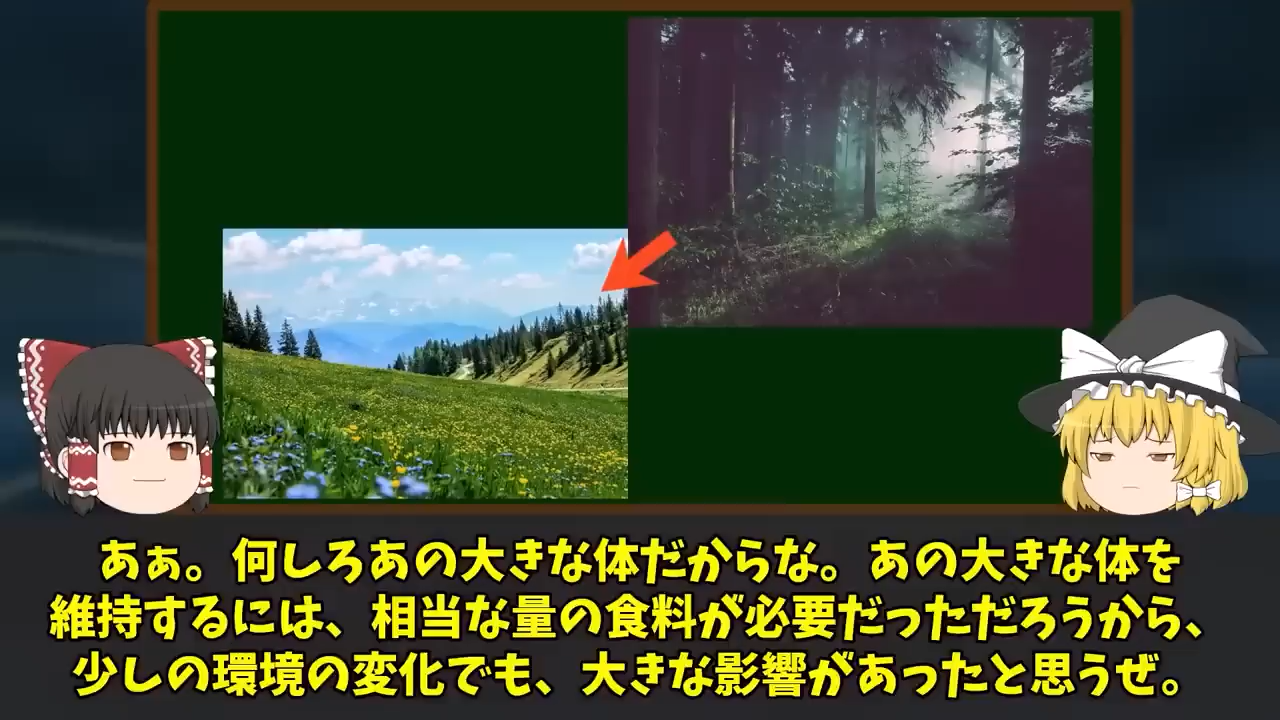 あぁ。何しろあの大きな体だからな。あの大きな体を
維持するには、相当な量の食料が必要だっただろうから、
少しの環境の変化でも、大きな影響があったと思うぜ。